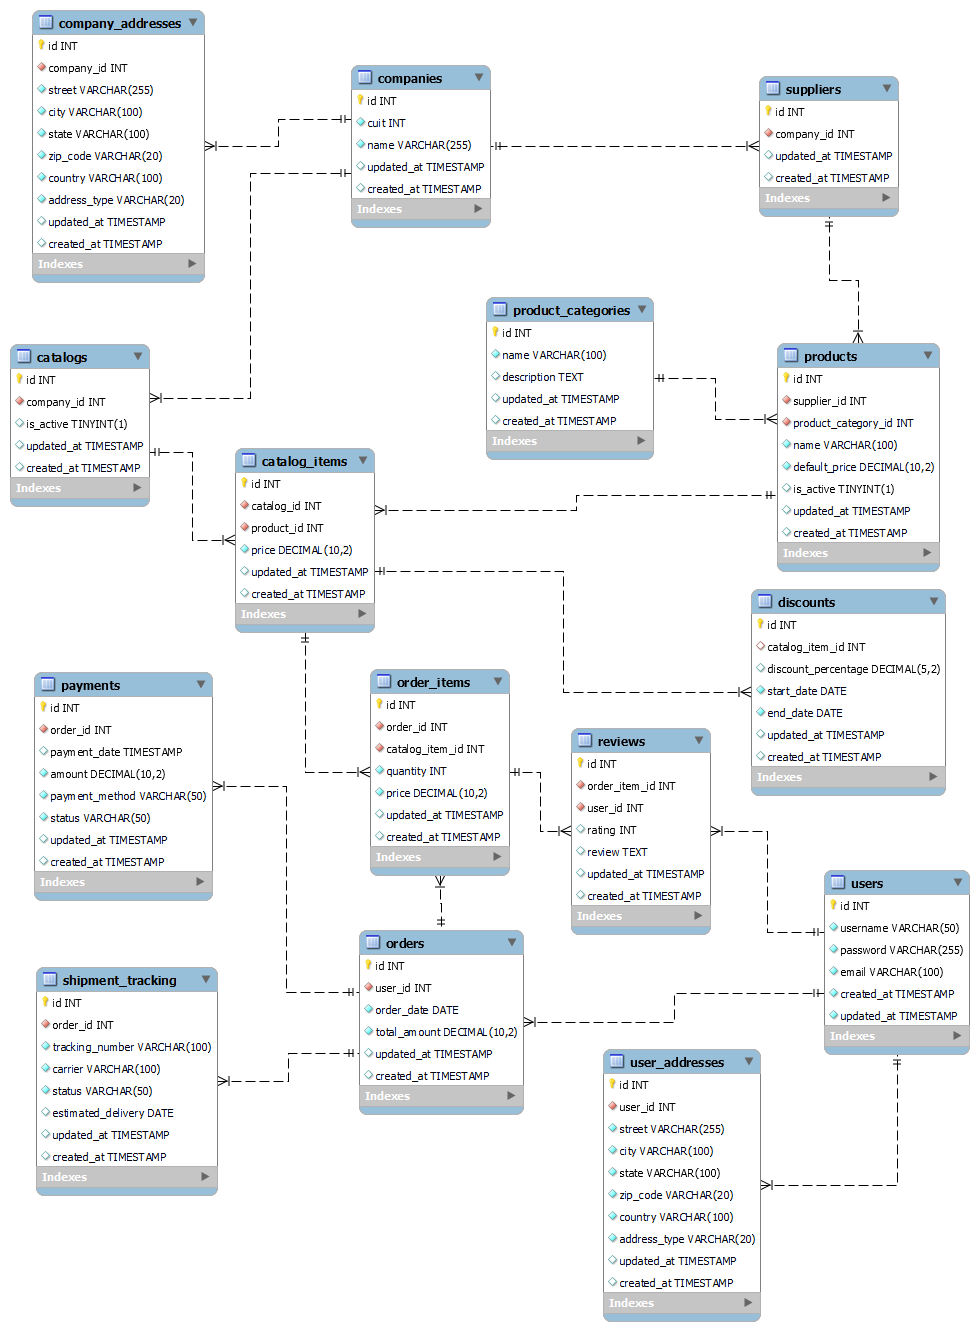 company_addresses
id INT
company_id INT
street VARCHAR(255)
city VARCHAR(100)
state VARCHAR(100)
zip_code VARCHAR(20)
country VARCHAR(100)
address_type VARCHAR(20)
updated_at TIMESTAMP
created_at TIMESTAMP
Indexes
companies
id INT
cuit INT
name VARCHAR(255)
updated_at TIMESTAMP
created_at TIMESTAMP
Indexes
suppliers
id INT
company_id INT
updated_at TIMESTAMP
created_at TIMESTAMP
Indexes
product_categories
id INT
name VARCHAR(100)
description TEXT
updated_at TIMESTAMP
created_at TIMESTAMP
Indexes
catalogs
id INT
company_id INT
is_active TINYINT(1)
updated_at TIMESTAMP
created_at TIMESTAMP
Indexes
products
id INT
supplier_id INT
product_category_id INT
name VARCHAR(100)
default_price DECIMAL(10,2)
is_active TINYINT(1)
updated_at TIMESTAMP
created_at TIMESTAMP
Indexes
catalog_items
id INT
catalog_id INT
product_id INT
price DECIMAL(10,2)
updated_at TIMESTAMP
created_at TIMESTAMP
Indexes
discounts
id INT
catalog_item_id INT
discount_percentage DECIMAL(5,2)
start_date DATE
end_date DATE
updated_at TIMESTAMP
created_at TIMESTAMP
Indexes
payments
id INT
order_id INT
payment_date TIMESTAMP
amount DECIMAL(10,2)
payment_method VARCHAR(50)
status VARCHAR(50)
updated_at TIMESTAMP
created_at TIMESTAMP
Indexes
order_items
id INT
order_id INT
catalog_item_id INT
quantity INT
price DECIMAL(10,2)
updated_at TIMESTAMP
created_at TIMESTAMP
Indexes
reviews
id INT
order_item_id INT
user_id INT
rating INT
review TEXT
updated_at TIMESTAMP
created_at TIMESTAMP
Indexes
users
id INT
username VARCHAR(50)
password VARCHAR(255)
email VARCHAR(100)
created_at TIMESTAMP
updated_at TIMESTAMP
Indexes
orders
id INT
user_id INT
order_date DATE
total_amount DECIMAL(10,2)
updated_at TIMESTAMP
created_at TIMESTAMP
Indexes
shipment_tracking
id INT
order_id INT
tracking_number VARCHAR(100)
carrier VARCHAR(100)
status VARCHAR(50)
estimated_delivery DATE
updated_at TIMESTAMP
created_at TIMESTAMP
Indexes
user_addresses
id INT
user_id INT
street VARCHAR(255)
city VARCHAR(100)
state VARCHAR(100)
zip_code VARCHAR(20)
country VARCHAR(100)
address_type VARCHAR(20)
updated_at TIMESTAMP
created_at TIMESTAMP
Indexes